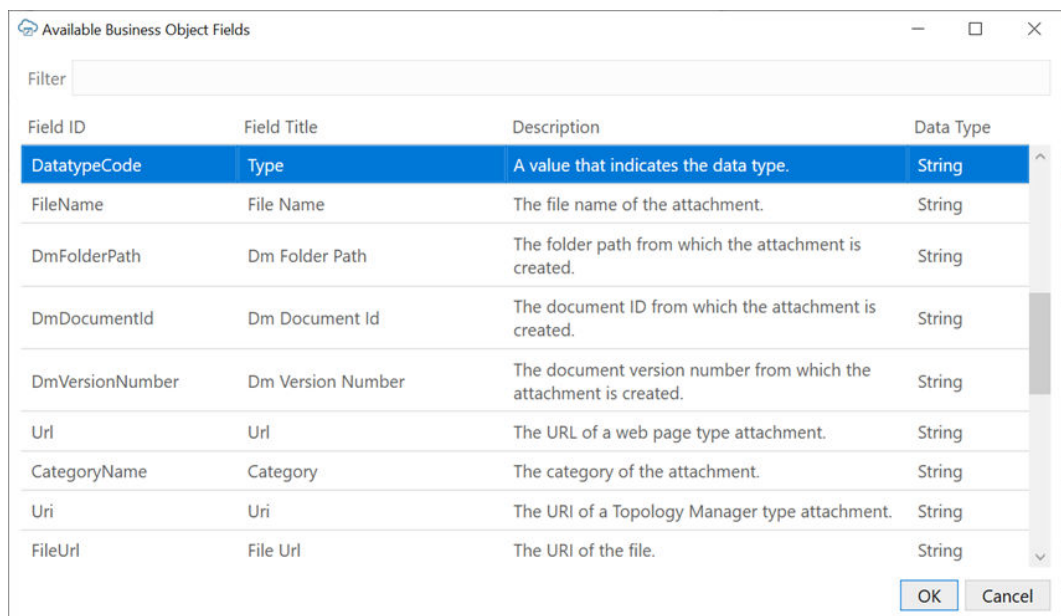 Available Business Object Fields
Filter
Field ID Field Title Description Data Type
DatatypeCode Type A value that indicates the data type. String
FileName File Name The file name of the attachment. String
DmFolderPath Dm Folder Path The folder path from which the attachment is created. String
DmDocumentId Dm Document Id The document ID from which the attachment is created. String
DmVersionNumber Dm Version Number The document version number from which the attachment is created. String
Url Url The URL of a web page type attachment. String
CategoryName Category The category of the attachment. String
Uri Uri The URI of a Topology Manager type attachment. String
FileUrl File Url The URI of the file. String
OK Cancel